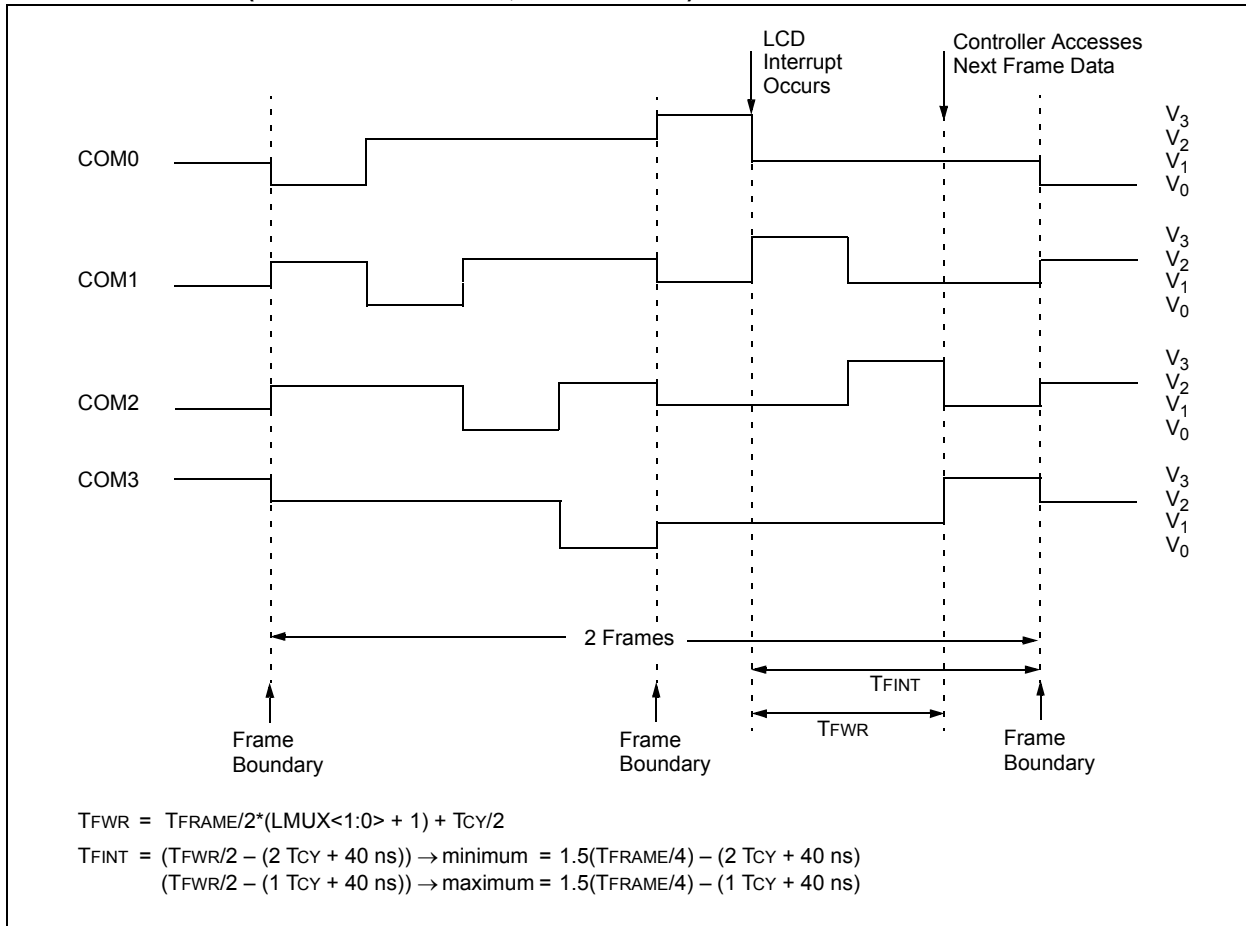 LCD
Interrupt
Occurs
Controller Accesses
Next Frame Data
COM0
V3
V2
V1
V0
COM1
V3
V2
V1
V0
COM2
V3
V2
V1
V0
COM3
V3
V2
V1
V0
2 Frames
TFINT
TFWR
Frame
Boundary
Frame
Boundary
Frame
Boundary
TFWR = TFRAME/2*(LMUX<1:0> + 1) + TCY/2
TFINT = (TFWR/2 – (2 TCY + 40 ns)) → minimum = 1.5(TFRAME/4) – (2 TCY + 40 ns)
(TFWR/2 – (1 TCY + 40 ns)) → maximum = 1.5(TFRAME/4) – (1 TCY + 40 ns)